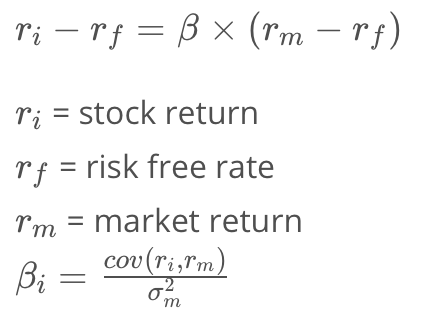 r_i − r_f = β × (r_m − r_f)
r_i = stock return
r_f = risk free rate
r_m = market return
β_i = cov(r_i,r_m) / σ_m^2